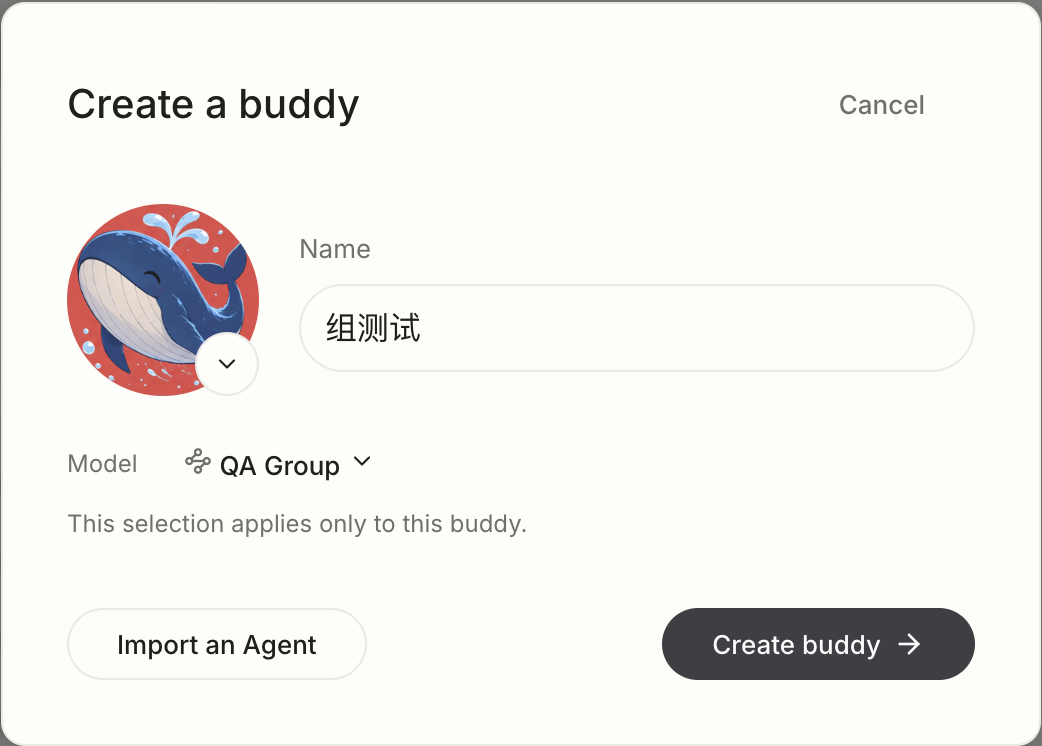 Create a buddy
Cancel
Name
组测试
Model
QA Group
This selection applies only to this buddy.
Import an Agent
Create buddy →